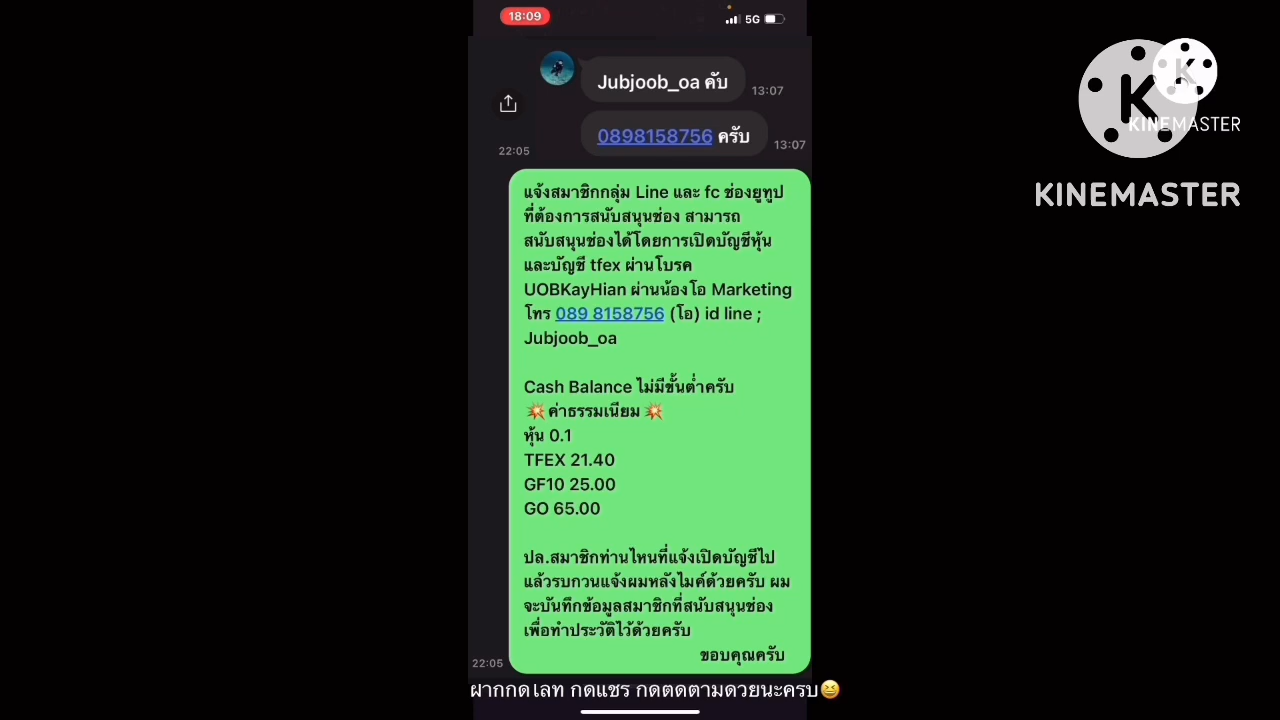 18:09
5G
Jubjoob_oa คับ
13:07
0898158756 ครับ
13:07
22:05
แจ้งสมาชิกกลุ่ม Line และ fc ช่องยูทูป
ที่ต้องการสนับสนุนช่อง สามารถ
สนับสนุนช่องได้โดยการเปิดบัญชีหุ้น
และบัญชี tfex ผ่านโบรค
UOBKayHian ผ่านน้องโอ Marketing
โทร 089 8158756 (โอ) id line ;
Jubjoob_oa
Cash Balance ไม่มีขั้นต่ำครับ
💥ค่าธรรมเนียม💥
หุ้น 0.1
TFEX 21.40
GF10 25.00
GO 65.00
ปล.สมาชิกท่านไหนที่แจ้งเปิดบัญชีไป
แล้วรบกวนแจ้งผมหลังไมค์ด้วยครับ ผม
จะบันทึกข้อมูลสมาชิกที่สนับสนุนช่อง
เพื่อทำประวัติไว้ด้วยครับ
ขอบคุณครับ
22:05
ฝากกดไลท กดแชร กดตดตามดวยนะครบ😆
KINEMASTER
KINEMASTER